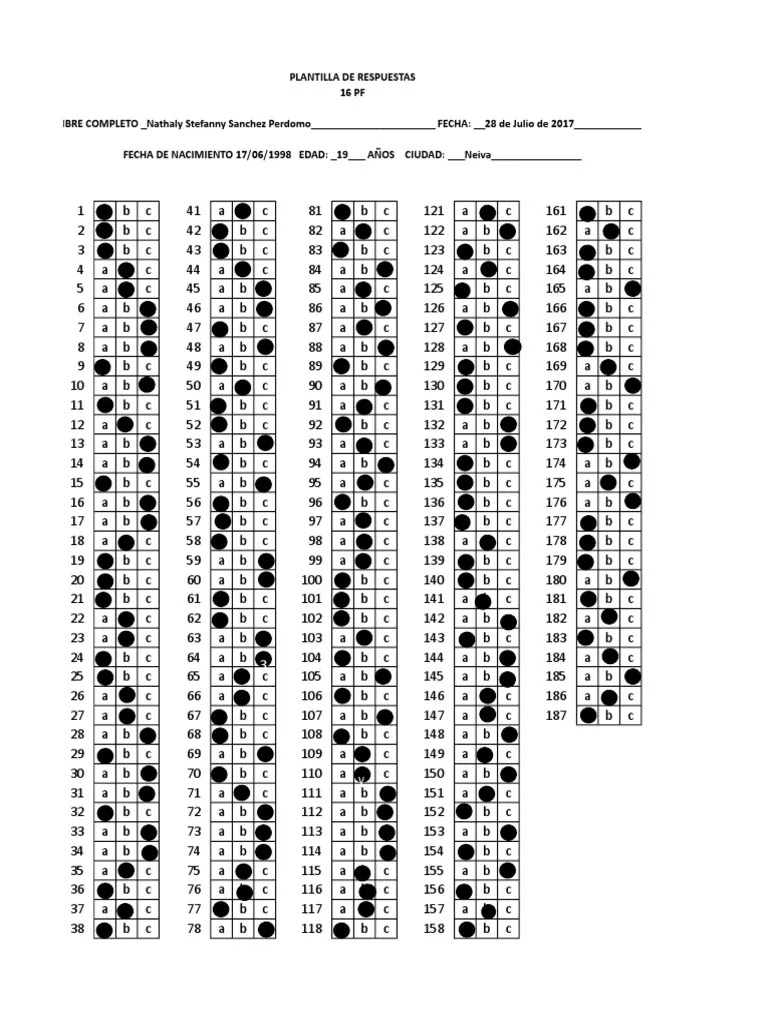 PLANTILLA DE RESPUESTAS
16 PF
IBRE COMPLETO _Nathaly Stefanny Sanchez Perdomo______________________ FECHA: __28 de Julio de 2017____________
FECHA DE NACIMIENTO 17/06/1998 EDAD: _19___ AÑOS CIUDAD: ___Neiva________________
1 b c 41 a c 81 b c 121 a c 161 b c
2 b c 42 b c 82 a c 122 a b 162 a c
3 b c 43 b c 83 b c 123 b c 163 b c
4 a c 44 a c 84 a b 124 a c 164 b c
5 a c 45 a b 85 a c 125 b c 165 a b
6 a b 46 a b 86 a b 126 a b 166 b c
7 a b 47 b c 87 a c 127 b c 167 b c
8 a b 48 a b 88 a b 128 a b 168 b c
9 b c 49 b c 89 b c 129 b c 169 a c
10 a b 50 a c 90 a b 130 b c 170 a b
11 b c 51 b c 91 a c 131 b c 171 b c
12 a c 52 b c 92 b c 132 a b 172 b c
13 a b 53 a b 93 a c 133 a b 173 b c
14 a b 54 b c 94 a b 134 b c 174 a b
15 b c 55 a b 95 a c 135 b c 175 a c
16 a b 56 b c 96 b c 136 b c 176 a b
17 a b 57 b c 97 a c 137 b c 177 b c
18 a c 58 b c 98 a c 138 a c 178 b c
19 b c 59 a b 99 a c 139 b c 179 b c
20 b c 60 a b 100 b c 140 b c 180 a b
21 b c 61 b c 101 b c 141 a c 181 b c
22 a c 62 b c 102 b c 142 a b 182 a c
23 a c 63 a b 103 a c 143 b c 183 b c
24 b c 64 a b 3 104 b c 144 a b 184 a c
25 b c 65 a c 105 a b 145 a b 185 a b
26 a c 66 a c 106 b c 146 a c 186 a c
27 a c 67 b c 107 a b 147 a c 187 b c
28 a b 68 b c 108 b c 148 a b
29 b c 69 a b 109 a c 149 a c
30 a b 70 b c 110 a c 150 a b
31 a b 71 a c 111 a b 151 a c
32 b c 72 a b 112 a b 152 b c
33 a b 73 a b 113 a b 153 a b
34 a b 74 a b 114 a b 154 b c
35 a c 75 a c 115 a c 155 a b
36 b c 76 a c 116 a c 156 b c
37 a c 77 b c 117 a c 157 a c
38 b c 78 a b 118 b c 158 b c